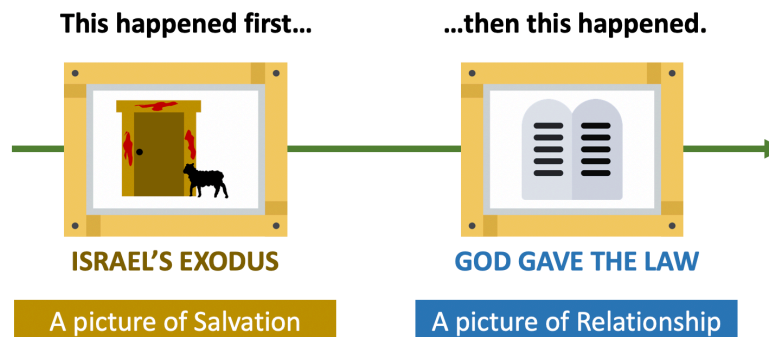 This happened first...
...then this happened.
ISRAEL'S EXODUS
GOD GAVE THE LAW
A picture of Salvation
A picture of Relationship